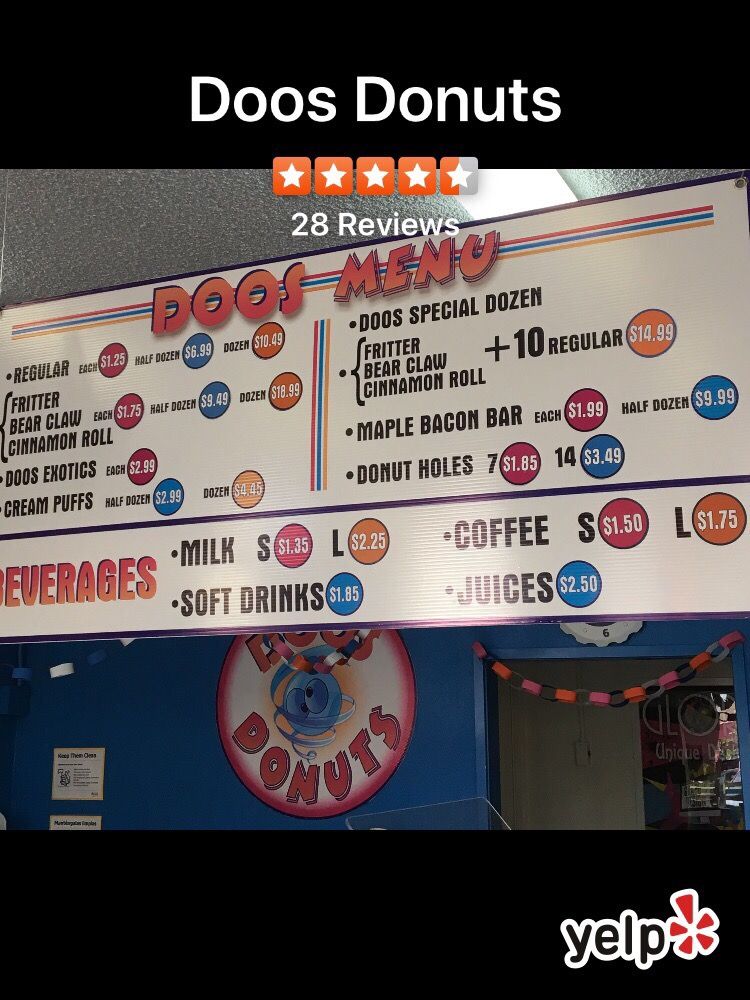 Doos Donuts
28 Reviews
DOOS MENU
•REGULAR EACH $1.25 HALF DOZEN $6.99 DOZEN $10.49
FRITTER
BEAR CLAW EACH $1.75 HALF DOZEN $9.49 DOZEN $18.99
CINNAMON ROLL
•DOOS EXOTICS EACH $2.99
•CREAM PUFFS HALF DOZEN $2.99 DOZEN $4.45
•DOOS SPECIAL DOZEN
•FRITTER
BEAR CLAW +10 REGULAR $14.99
CINNAMON ROLL
•MAPLE BACON BAR EACH $1.99 HALF DOZEN $9.99
•DONUT HOLES 7 $1.85 14 $3.49
BEVERAGES
•MILK S $1.35 L $2.25
•SOFT DRINKS $1.85
•COFFEE S $1.50 L $1.75
•JUICES $2.50
DOOS
DONUTS
6
Keep Them Clean
GLO
Unique
yelp